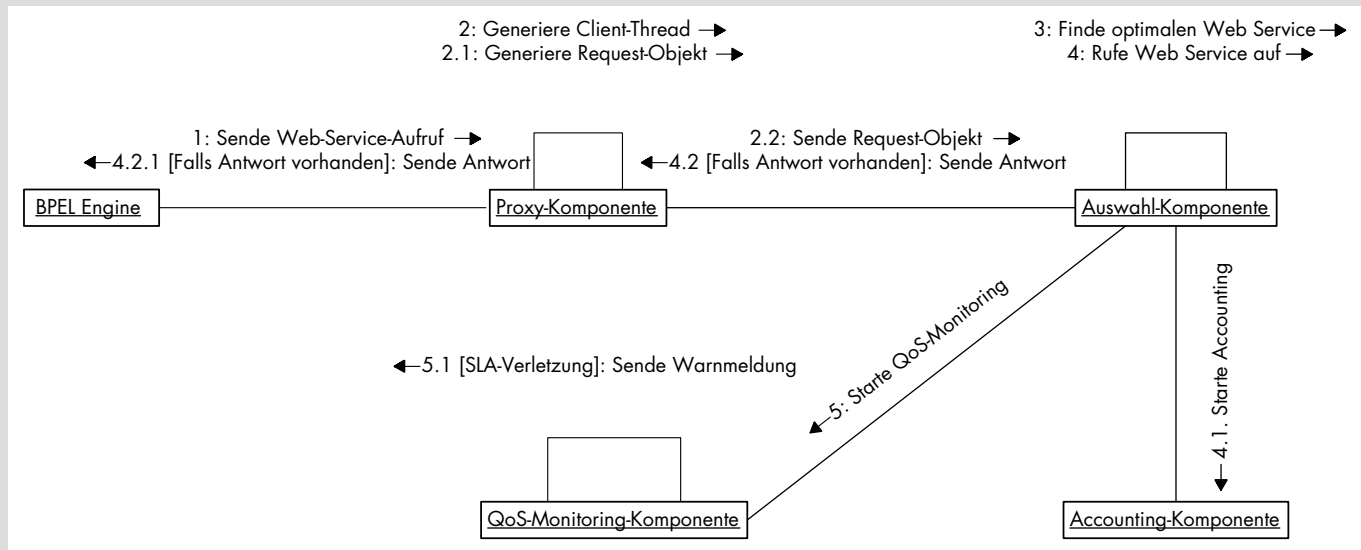 2: Generiere Client-Thread
2.1: Generiere Request-Objekt
3: Finde optimalen Web Service
4: Rufe Web Service auf
1: Sende Web-Service-Aufruf
4.2.1 [Falls Antwort vorhanden]: Sende Antwort
2.2: Sende Request-Objekt
4.2 [Falls Antwort vorhanden]: Sende Antwort
BPEL Engine
Proxy-Komponente
Auswahl-Komponente
5: Starte QoS-Monitoring
4.1. Starte Accounting
5.1 [SLA-Verletzung]: Sende Warnmeldung
QoS-Monitoring-Komponente
Accounting-Komponente